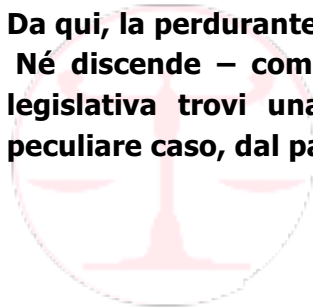 Da qui, la perdurante
Né discende – com
legislativa trovi una
peculiare caso, dal pa